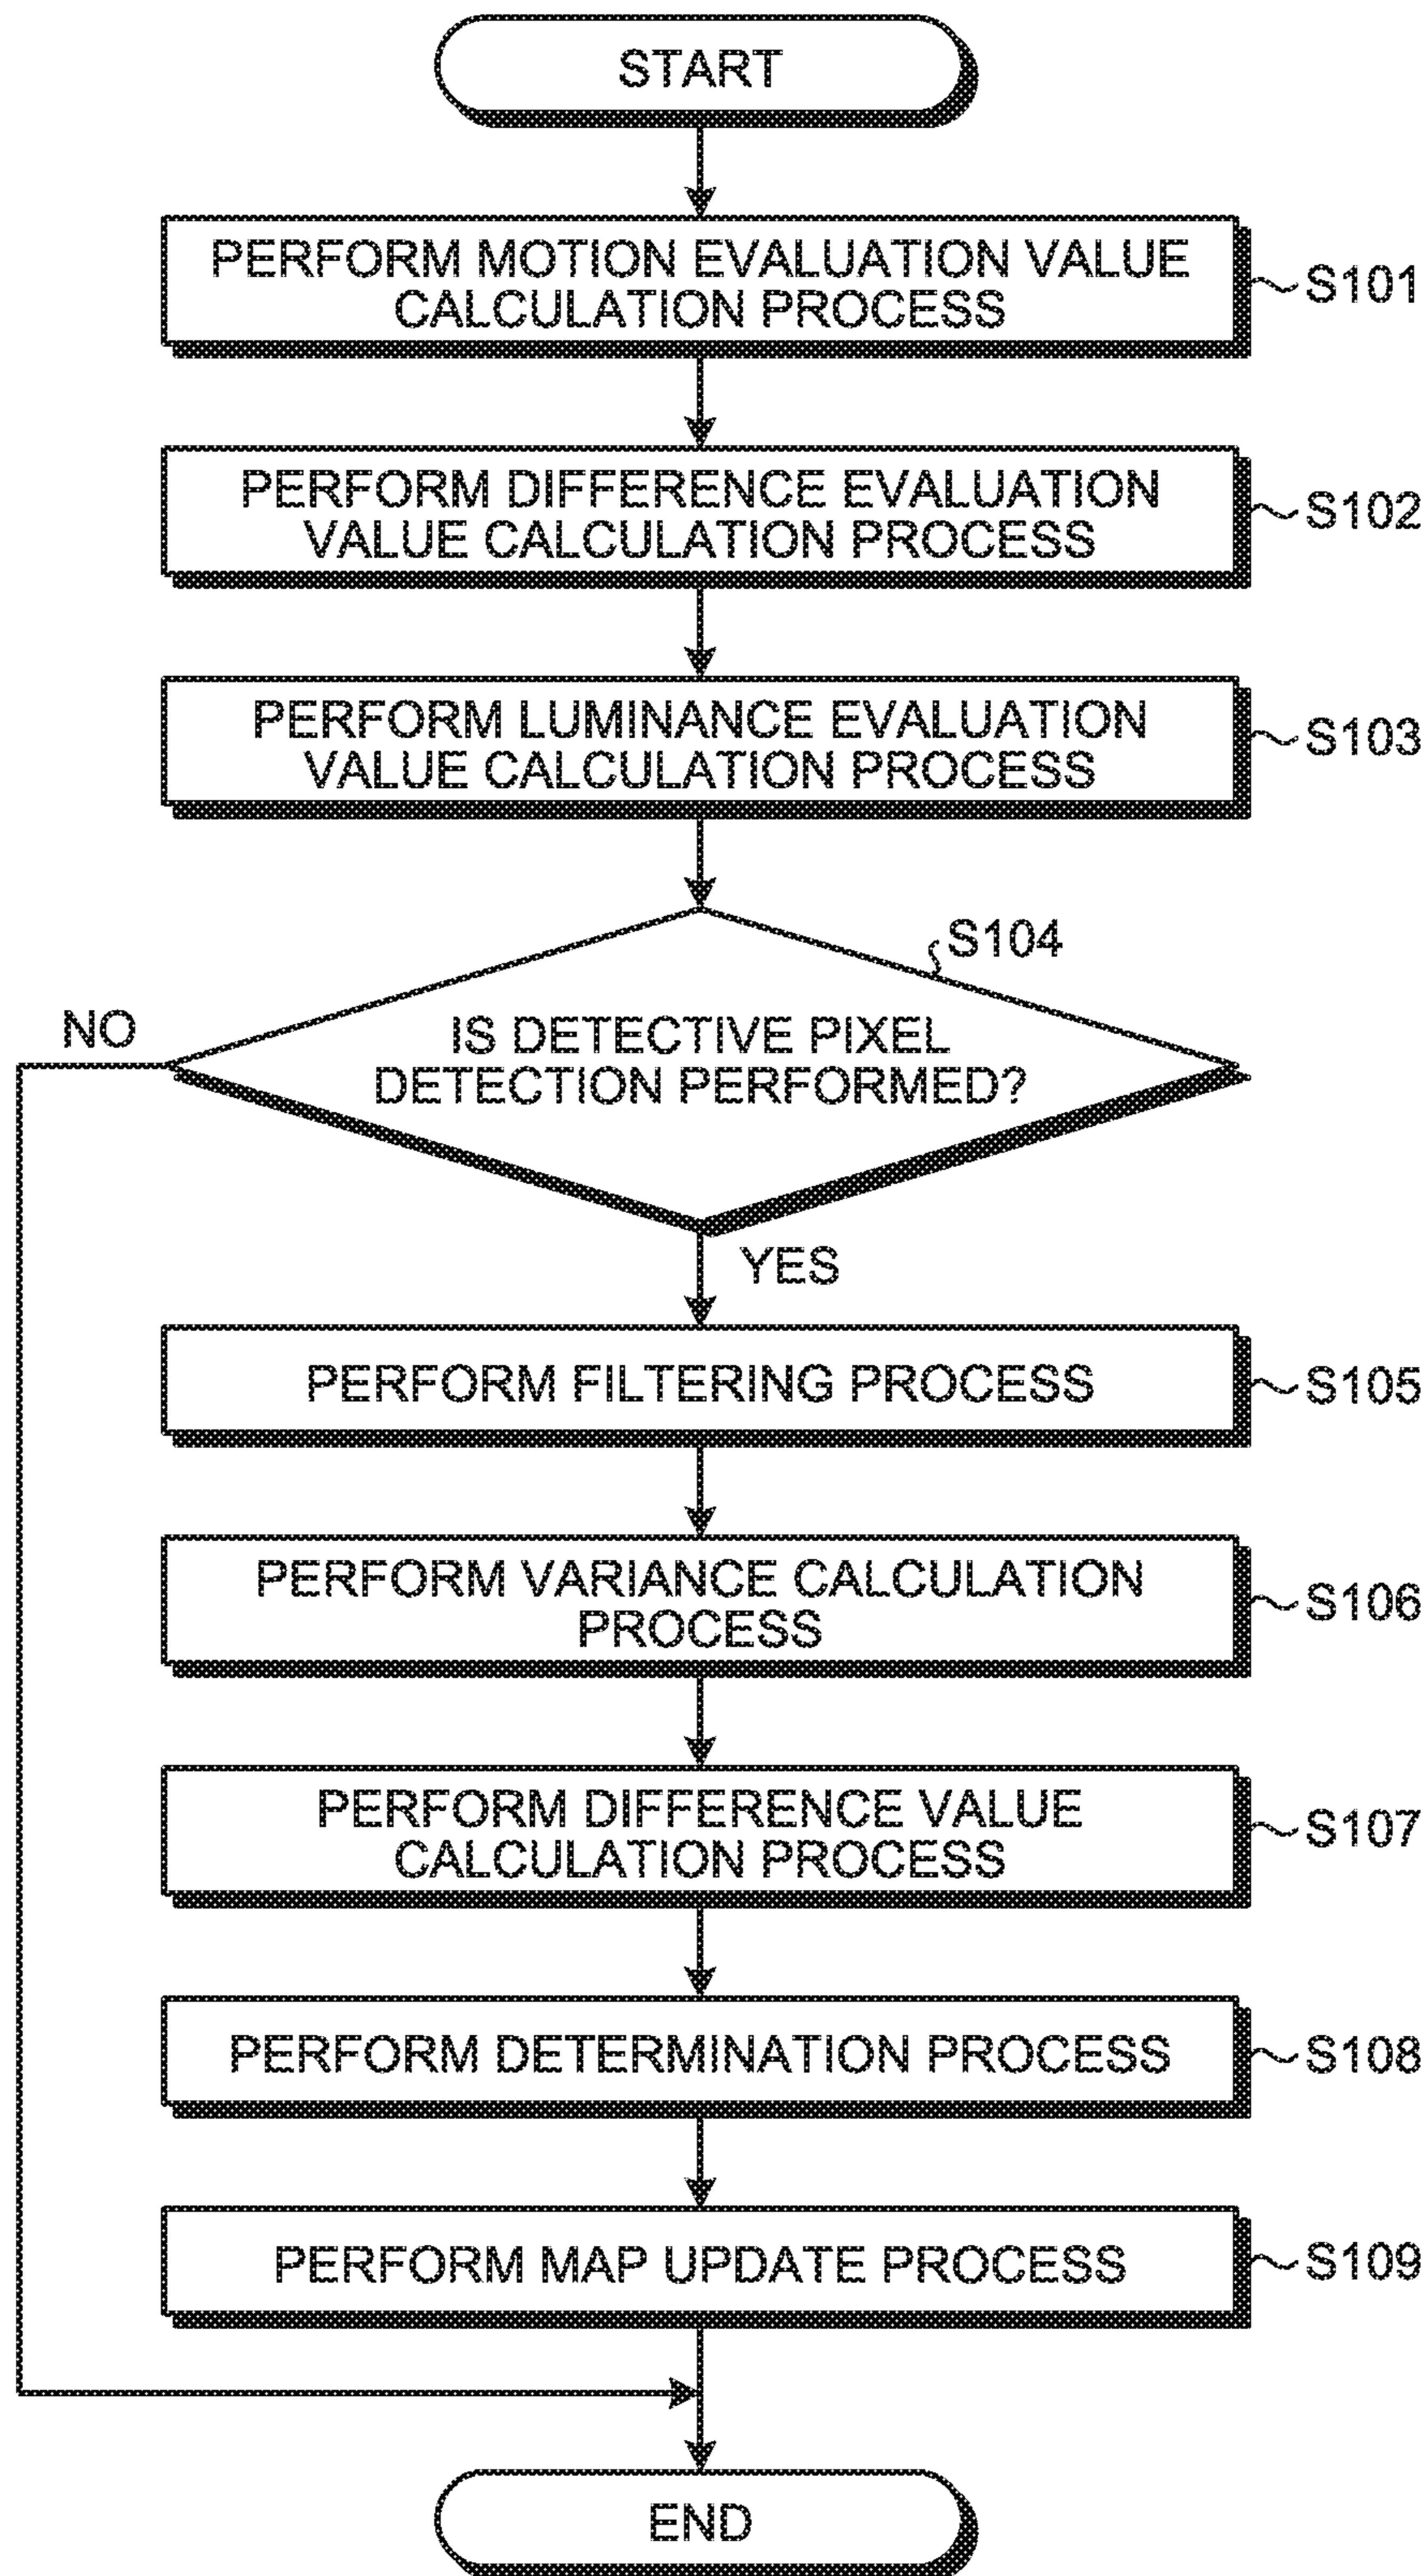 START
PERFORM MOTION EVALUATION VALUE
CALCULATION PROCESS
S101
PERFORM DIFFERENCE EVALUATION
VALUE CALCULATION PROCESS
S102
PERFORM LUMINANCE EVALUATION
VALUE CALCULATION PROCESS
S103
S104
NO
IS DETECTIVE PIXEL
DETECTION PERFORMED?
YES
PERFORM FILTERING PROCESS
S105
PERFORM VARIANCE CALCULATION
PROCESS
S106
PERFORM DIFFERENCE VALUE
CALCULATION PROCESS
S107
PERFORM DETERMINATION PROCESS
S108
PERFORM MAP UPDATE PROCESS
S109
END